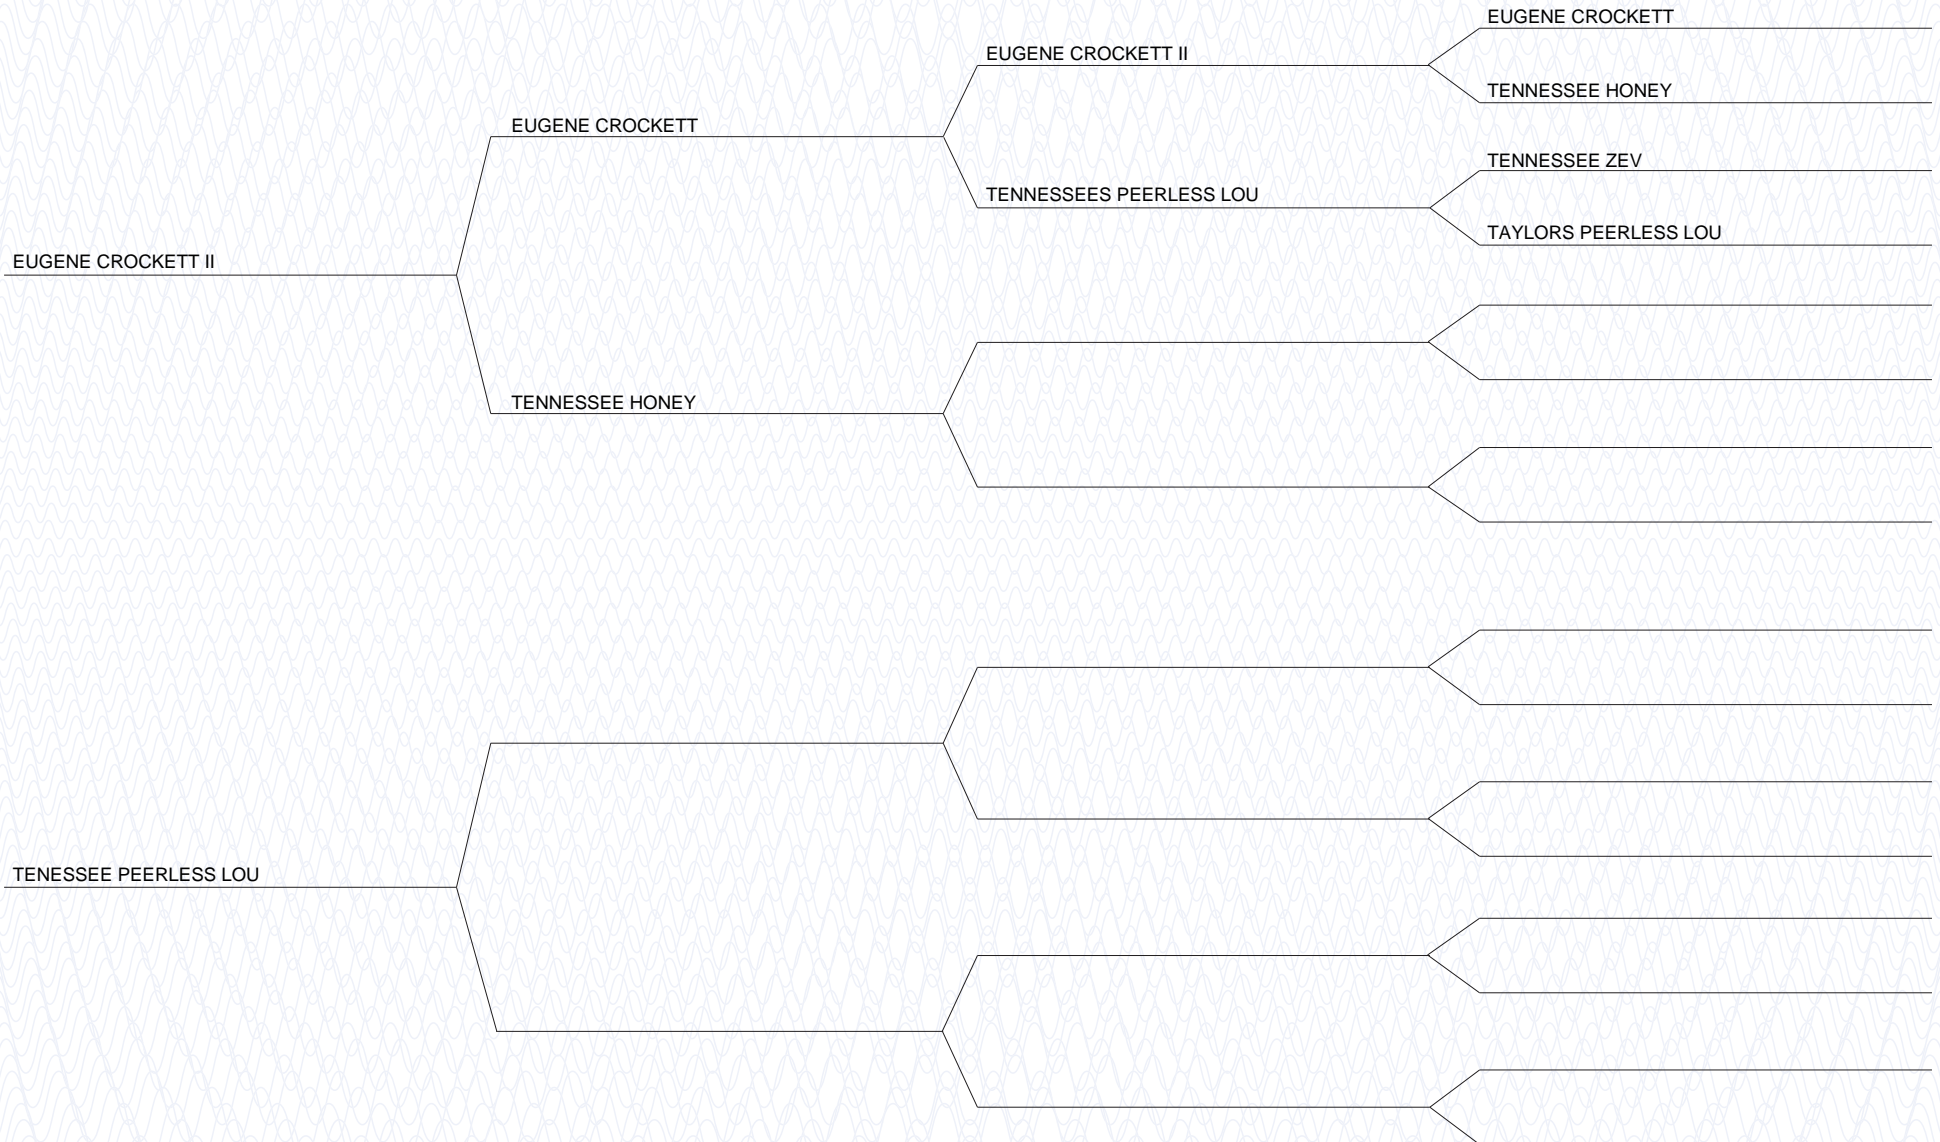 EUGENE CROCKETT
EUGENE CROCKETT II
TENNESSEE HONEY
EUGENE CROCKETT
TENNESSEE ZEV
TENNESSEES PEERLESS LOU
TAYLORS PEERLESS LOU
EUGENE CROCKETT II
TENNESSEE HONEY
TENESSEE PEERLESS LOU